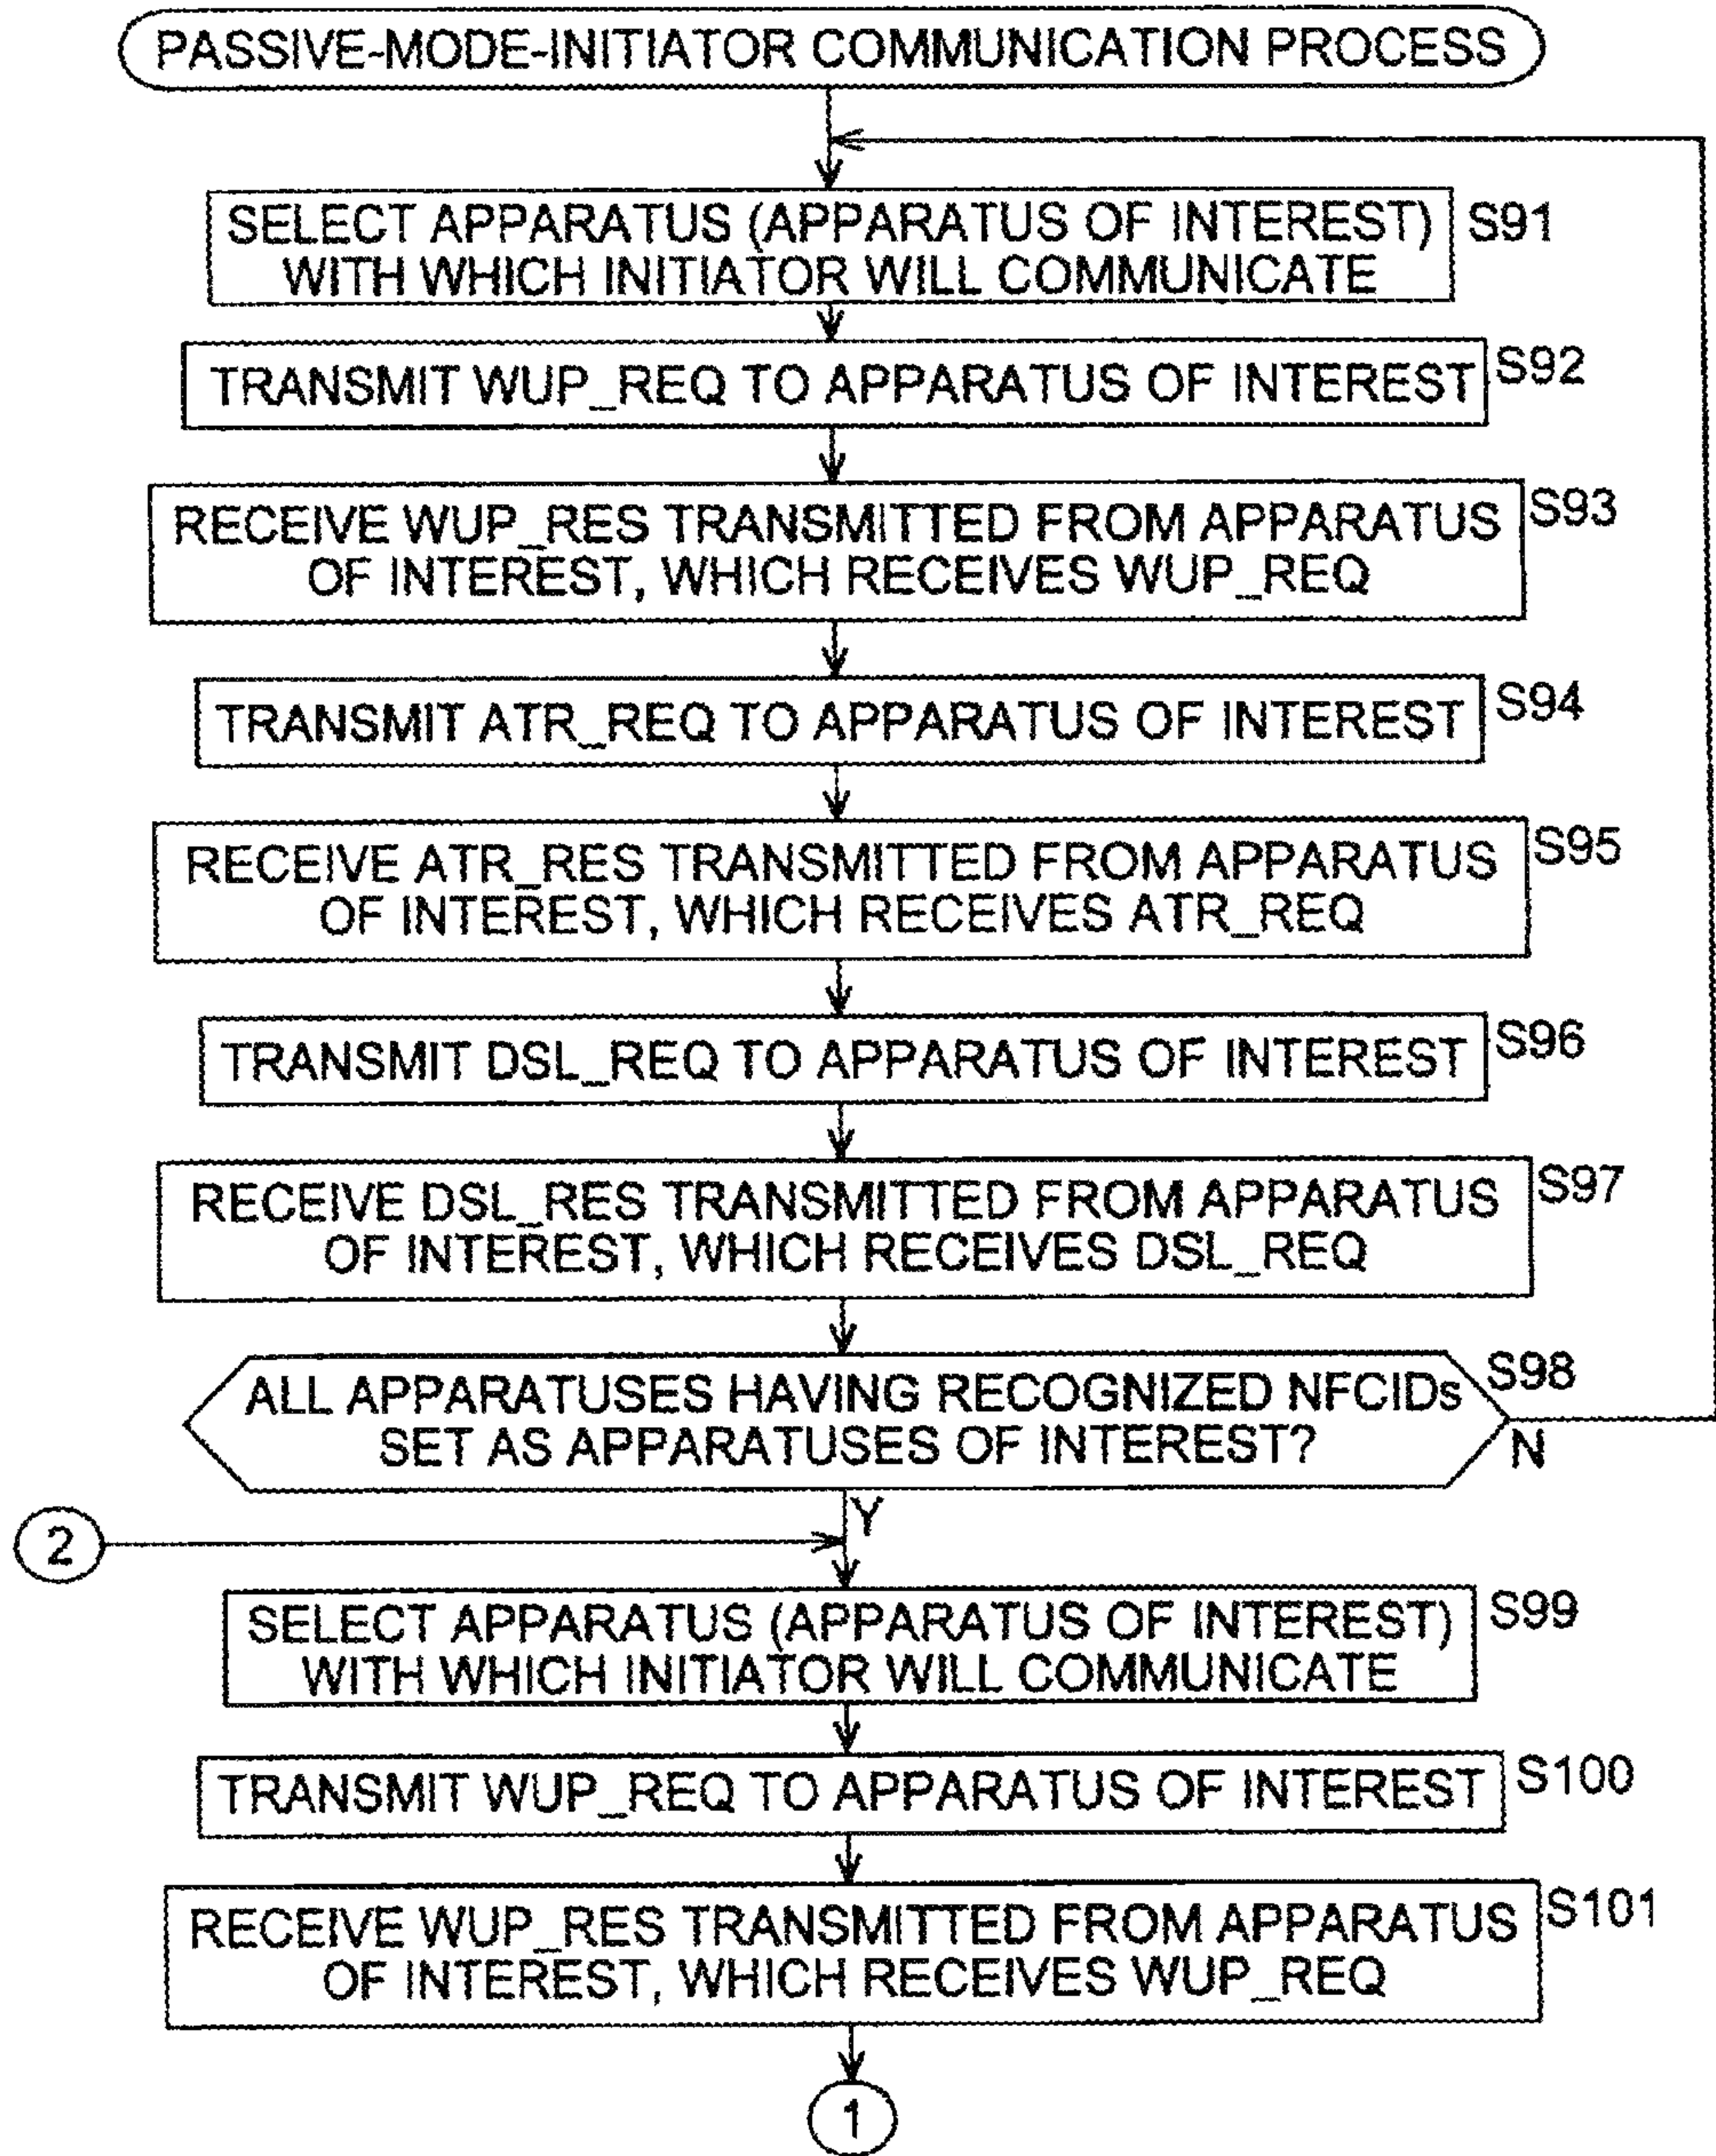 PASSIVE-MODE-INITIATOR COMMUNICATION PROCESS
SELECT APPARATUS (APPARATUS OF INTEREST)
WITH WHICH INITIATOR WILL COMMUNICATE
S91
TRANSMIT WUP_REQ TO APPARATUS OF INTEREST
S92
RECEIVE WUP_RES TRANSMITTED FROM APPARATUS
OF INTEREST, WHICH RECEIVES WUP_REQ
S93
TRANSMIT ATR_REQ TO APPARATUS OF INTEREST
S94
RECEIVE ATR_RES TRANSMITTED FROM APPARATUS
OF INTEREST, WHICH RECEIVES ATR_REQ
S95
TRANSMIT DSL_REQ TO APPARATUS OF INTEREST
S96
RECEIVE DSL_RES TRANSMITTED FROM APPARATUS
OF INTEREST, WHICH RECEIVES DSL_REQ
S97
ALL APPARATUSES HAVING RECOGNIZED NFCIDs
SET AS APPARATUSES OF INTEREST?
S98
N
Y
2
SELECT APPARATUS (APPARATUS OF INTEREST)
WITH WHICH INITIATOR WILL COMMUNICATE
S99
TRANSMIT WUP_REQ TO APPARATUS OF INTEREST
S100
RECEIVE WUP_RES TRANSMITTED FROM APPARATUS
OF INTEREST, WHICH RECEIVES WUP_REQ
S101
1